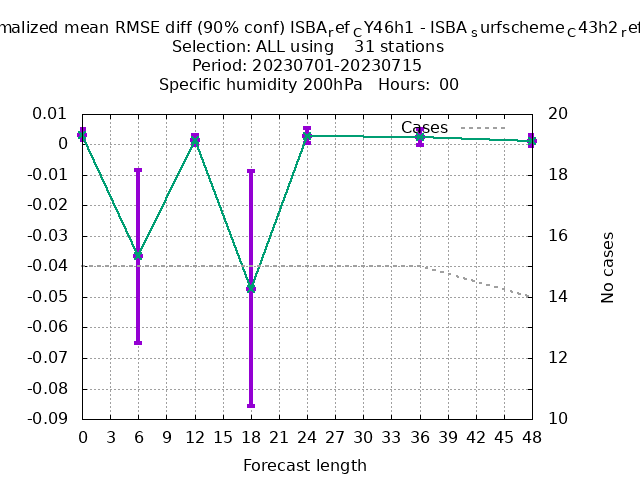 malized mean RMSE diff (90% conf) ISBA_ref_CY46h1 - ISBA_surfscheme_C43h2_ref
Selection: ALL using 31 stations
Period: 20230701-20230715
Specific humidity 200hPa Hours: 00
Cases
0.01
0
-0.01
-0.02
-0.03
-0.04
-0.05
-0.06
-0.07
-0.08
-0.09
20
18
16
14
12
10
No cases
0 3 6 9 12 15 18 21 24 27 30 33 36 39 42 45 48
Forecast length